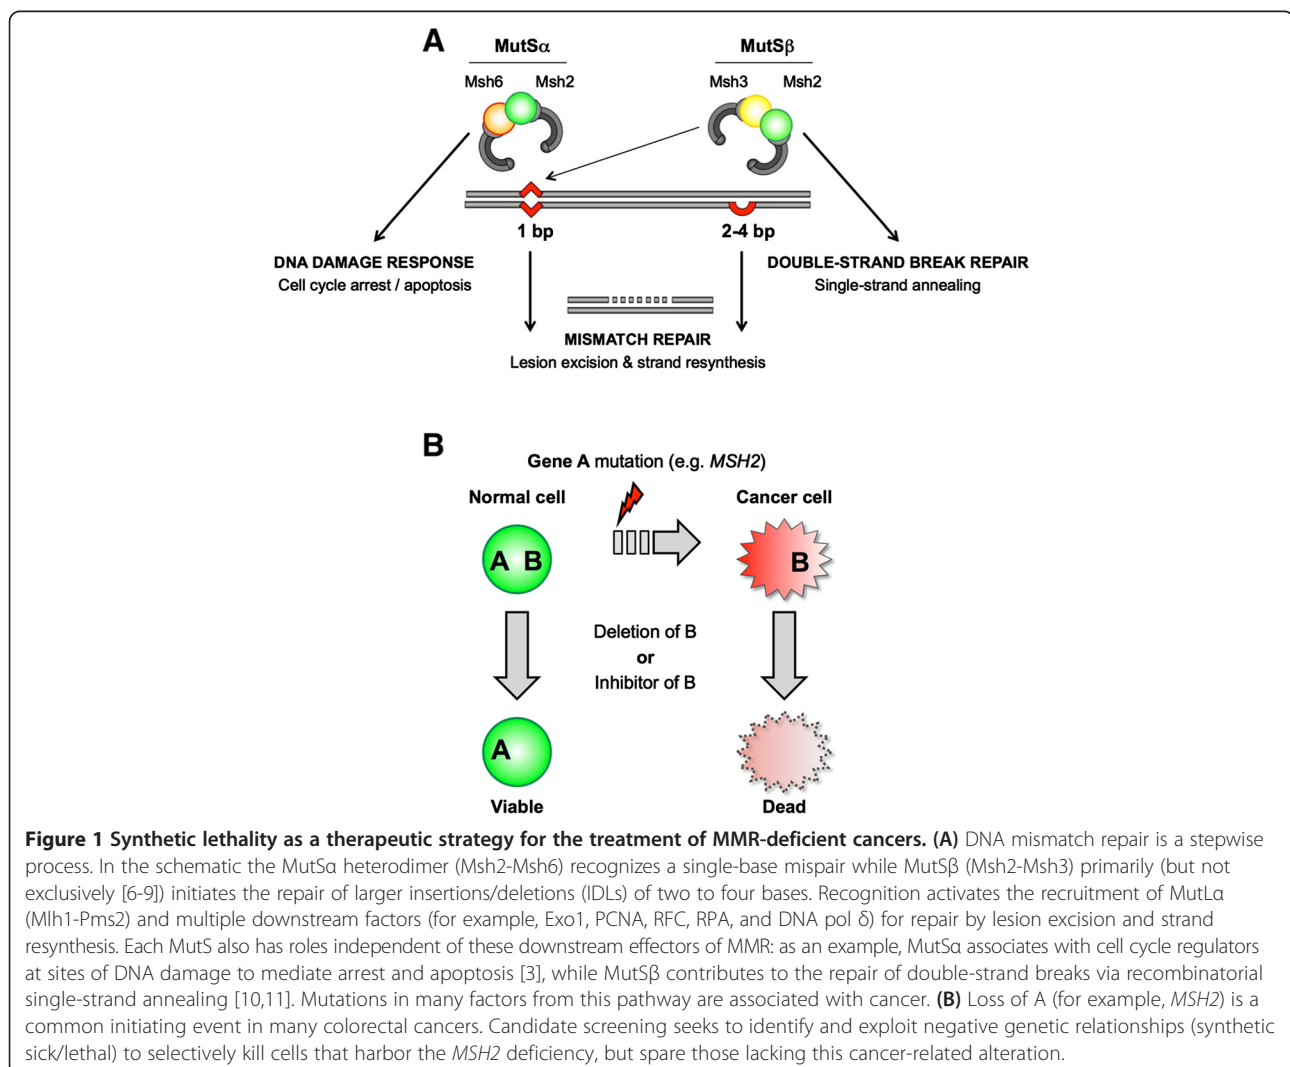 A
MutSα
MutSβ
Msh6
Msh2
Msh3
Msh2
1 bp
2-4 bp
DNA DAMAGE RESPONSE
Cell cycle arrest / apoptosis
DOUBLE-STRAND BREAK REPAIR
Single-strand annealing
MISMATCH REPAIR
Lesion excision & strand resynthesis
B
Gene A mutation (e.g. MSH2)
Normal cell
Cancer cell
A B
B
Deletion of B
or
Inhibitor of B
A
Viable
Dead
Figure 1 Synthetic lethality as a therapeutic strategy for the treatment of MMR-deficient cancers. (A) DNA mismatch repair is a stepwise
process. In the schematic the MutSα heterodimer (Msh2-Msh6) recognizes a single-base mispair while MutSβ (Msh2-Msh3) primarily (but not
exclusively [6-9]) initiates the repair of larger insertions/deletions (IDLs) of two to four bases. Recognition activates the recruitment of MutLα
(Mlh1-Pms2) and multiple downstream factors (for example, Exo1, PCNA, RFC, RPA, and DNA pol δ) for repair by lesion excision and strand
resynthesis. Each MutS also has roles independent of these downstream effectors of MMR: as an example, MutSα associates with cell cycle regulators
at sites of DNA damage to mediate arrest and apoptosis [3], while MutSβ contributes to the repair of double-strand breaks via recombinatorial
single-strand annealing [10,11]. Mutations in many factors from this pathway are associated with cancer. (B) Loss of A (for example, MSH2) is a
common initiating event in many colorectal cancers. Candidate screening seeks to identify and exploit negative genetic relationships (synthetic
sick/lethal) to selectively kill cells that harbor the MSH2 deficiency, but spare those lacking this cancer-related alteration.